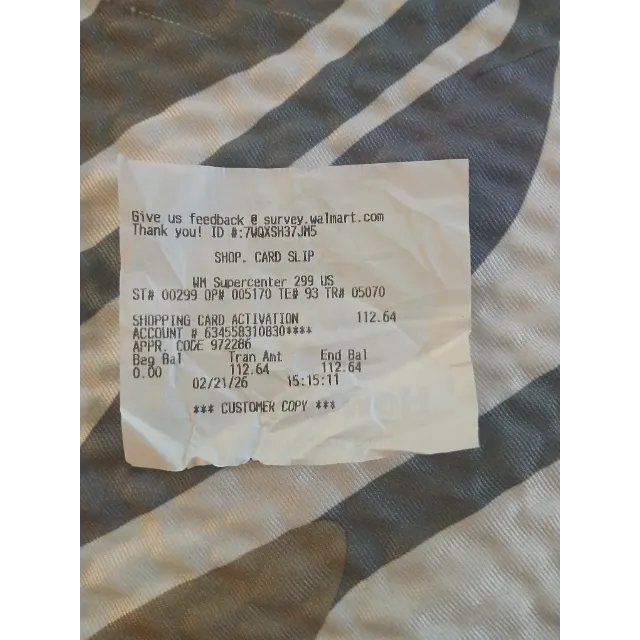 Give us feedback @ survey.walmart.com
Thank you! ID #:7WQXSH37JM5
SHOP. CARD SLIP
WM Supercenter 299 US
ST# 00299 OP# 005170 TE# 93 TR# 05070
SHOPPING CARD ACTIVATION 112.64
ACCOUNT # 634558310830****
APPR. CODE 972286
Beg Bal Tran Amt End Bal
0.00 112.64 112.64
02/21/26 15:15:11
*** CUSTOMER COPY ***